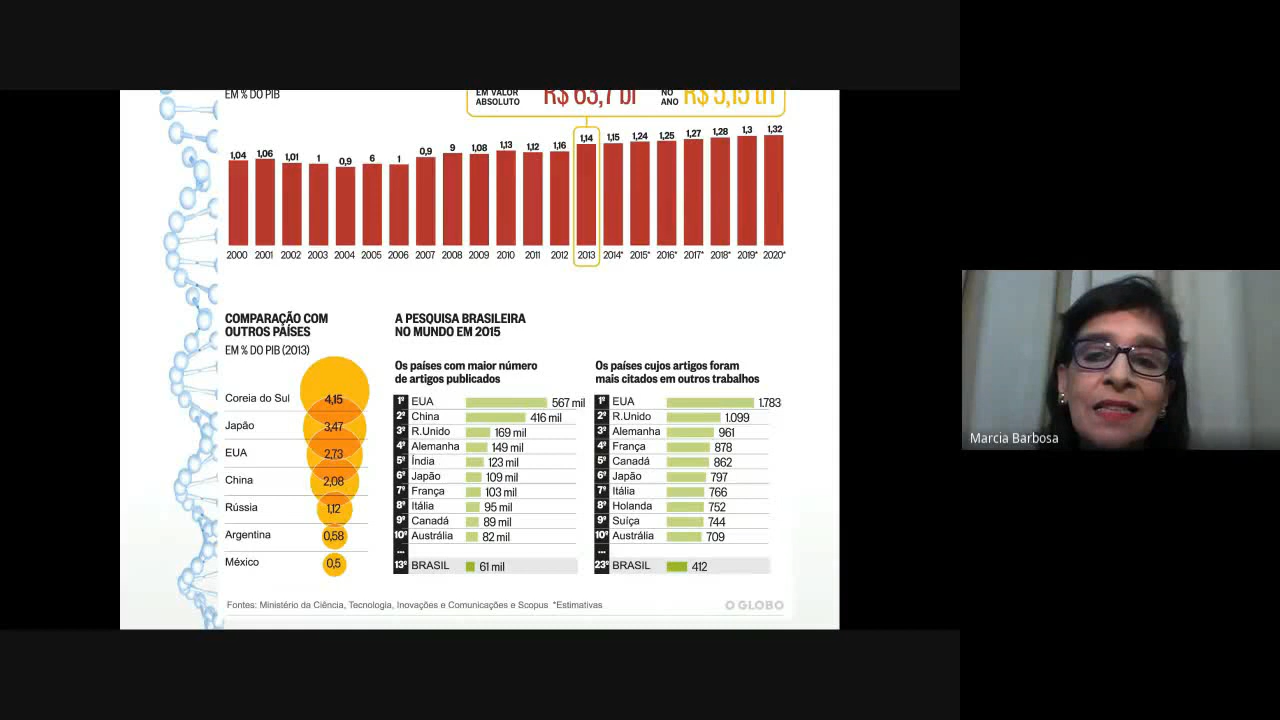 EM % DO PIB
EM VALOR
ABSOLUTO
R$ 63,7 bi
NO
ANO
R$ 5,15 tri
1,04 1,06 1,01 1 0,9 6 1 0,9 9 1,08 1,13 1,12 1,16 1,14 1,15 1,24 1,25 1,27 1,28 1,3 1,32
2000 2001 2002 2003 2004 2005 2006 2007 2008 2009 2010 2011 2012 2013 2014* 2015* 2016* 2017* 2018* 2019* 2020*
COMPARAÇÃO COM
OUTROS PAÍSES
EM % DO PIB (2013)
Coreia do Sul 4,15
Japão 3,47
EUA 2,73
China 2,08
Rússia 1,12
Argentina 0,58
México 0,5
A PESQUISA BRASILEIRA
NO MUNDO EM 2015
Os países com maior número
de artigos publicados
1º EUA 567 mil
2º China 416 mil
3º R.Unido 169 mil
4º Alemanha 149 mil
5º Índia 123 mil
6º Japão 109 mil
7º França 103 mil
8º Itália 95 mil
9º Canadá 89 mil
10º Austrália 82 mil
...
13º BRASIL 61 mil
Os países cujos artigos foram
mais citados em outros trabalhos
1º EUA 1.783
2º R.Unido 1.099
3º Alemanha 961
4º França 878
5º Canadá 862
6º Japão 797
7º Itália 766
8º Holanda 752
9º Suíça 744
10º Austrália 709
...
23º BRASIL 412
Fontes: Ministério da Ciência, Tecnologia, Inovações e Comunicações e Scopus *Estimativas
O GLOBO
Marcia Barbosa